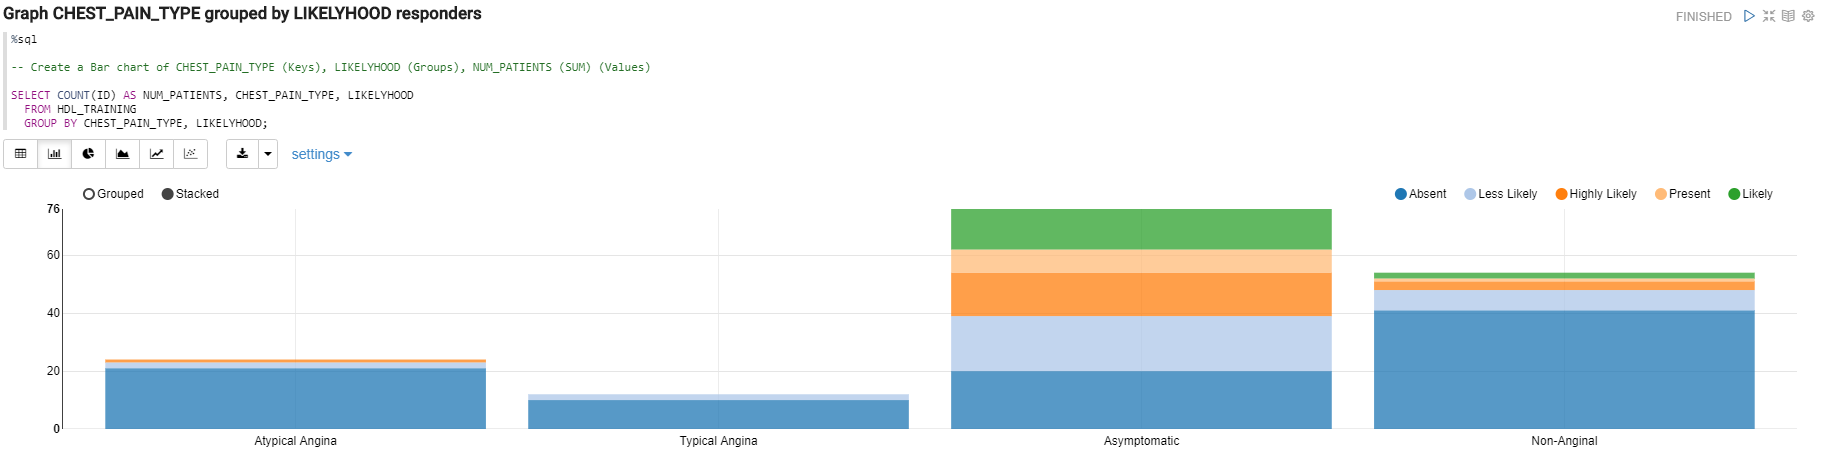 Graph CHEST_PAIN_TYPE grouped by LIKELYHOOD responders
FINISHED
%sql
-- Create a Bar chart of CHEST_PAIN_TYPE (Keys), LIKELYHOOD (Groups), NUM_PATIENTS (SUM) (Values)
SELECT COUNT(ID) AS NUM_PATIENTS, CHEST_PAIN_TYPE, LIKELYHOOD
FROM HDL_TRAINING
GROUP BY CHEST_PAIN_TYPE, LIKELYHOOD;
settings
Grouped Stacked
Absent Less Likely Highly Likely Present Likely
76
60
40
20
0
Atypical Angina Typical Angina Asymptomatic Non-Anginal